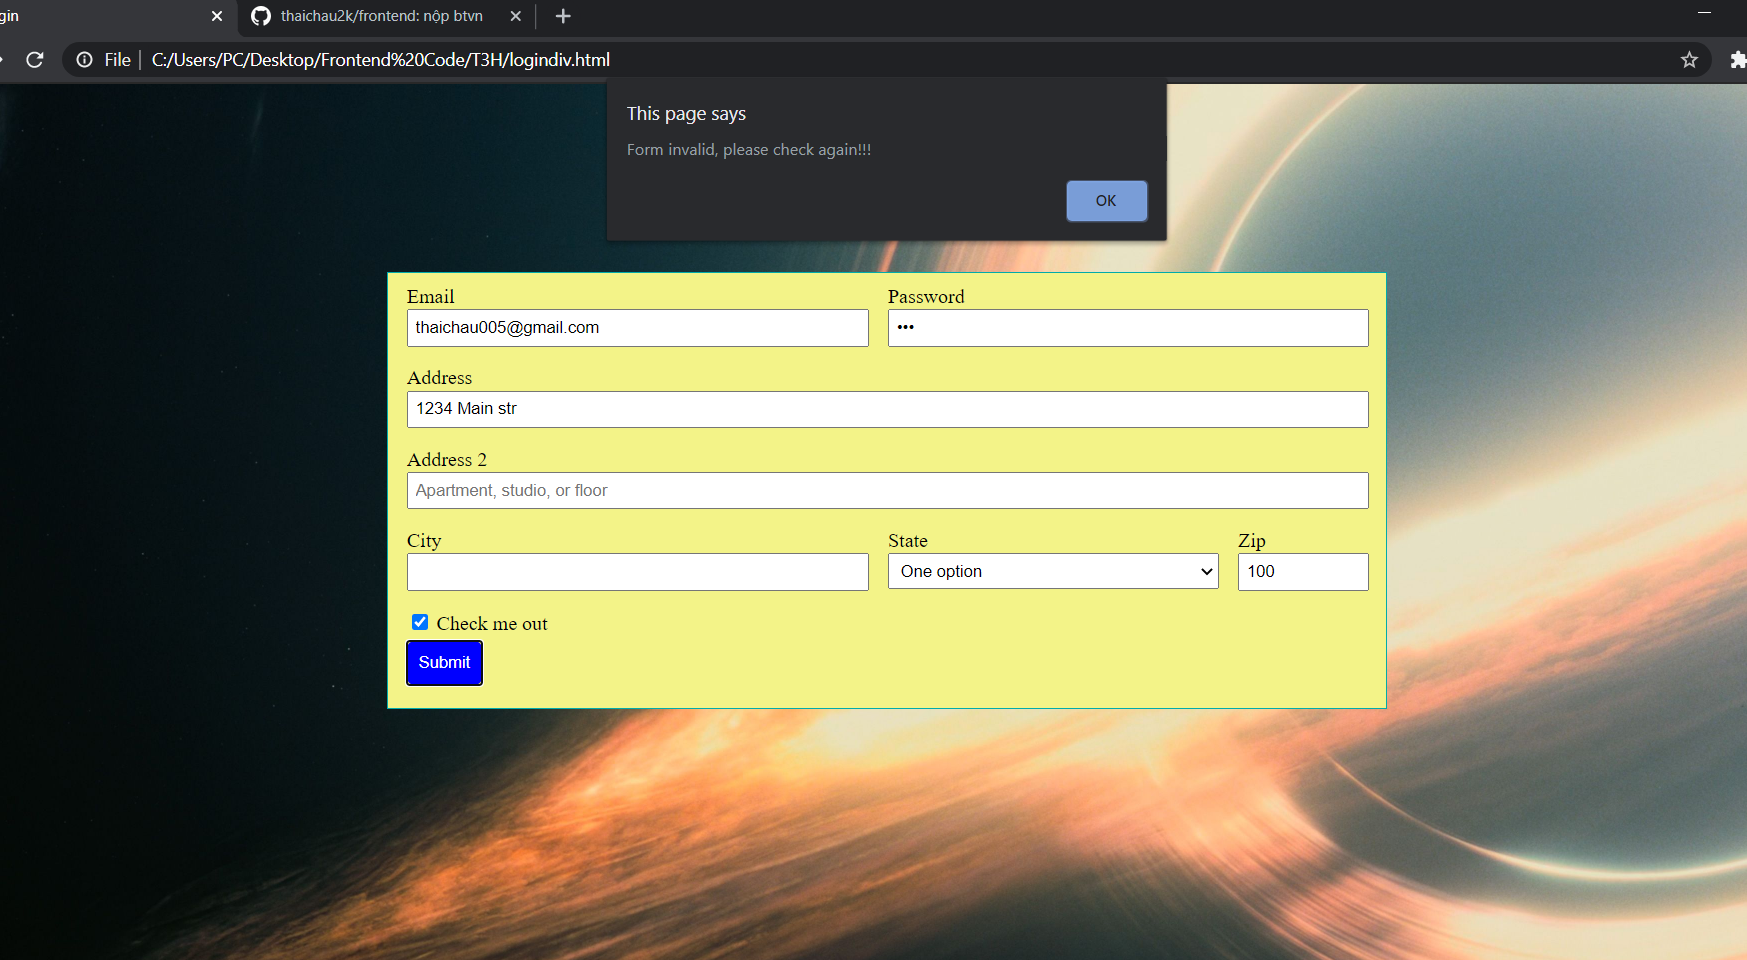 gin
thaichau2k/frontend: nộp btvn
File
C:/Users/PC/Desktop/Frontend%20Code/T3H/logindiv.html
This page says
Form invalid, please check again!!!
OK
Email
Password
thaichau005@gmail.com
•••
Address
1234 Main str
Address 2
Apartment, studio, or floor
City
State
Zip
One option
100
Check me out
Submit